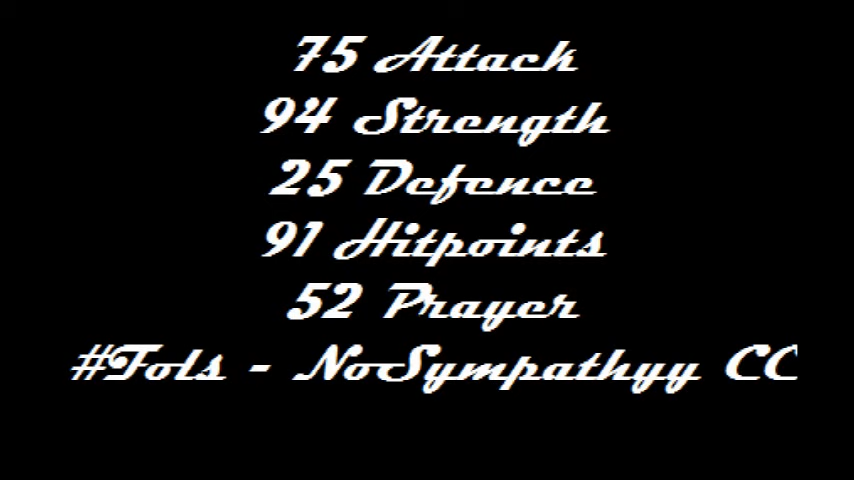 75 Attack
94 Strength
25 Defence
91 Hitpoints
52 Prayer
#Fols - NoSympathyy CC